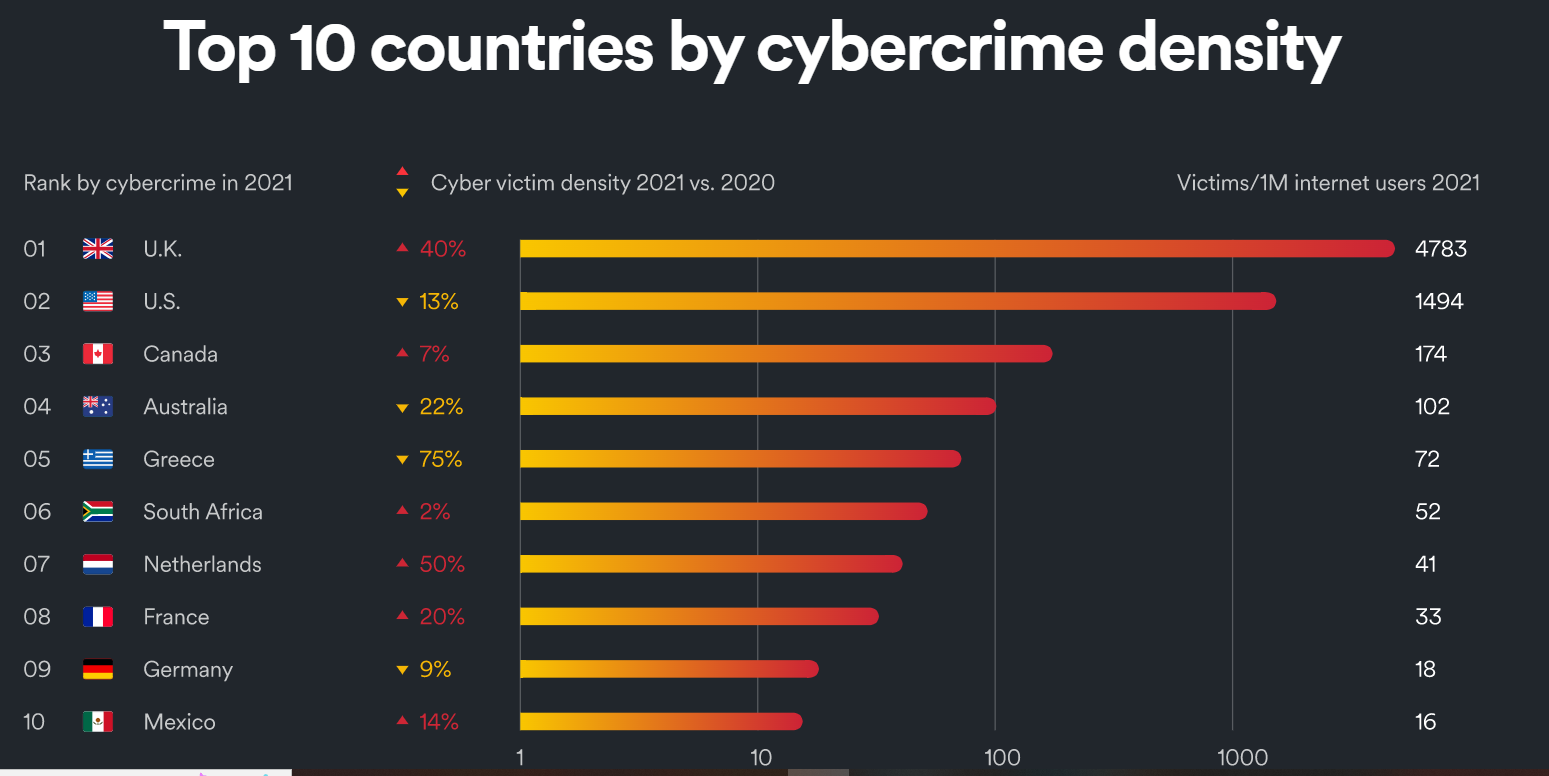 Top 10 countries by cybercrime density
Rank by cybercrime in 2021 Cyber victim density 2021 vs. 2020 Victims/1M internet users 2021
01 U.K. 40% 4783
02 U.S. 13% 1494
03 Canada 7% 174
04 Australia 22% 102
05 Greece 75% 72
06 South Africa 2% 52
07 Netherlands 50% 41
08 France 20% 33
09 Germany 9% 18
10 Mexico 14% 16
1 10 100 1000